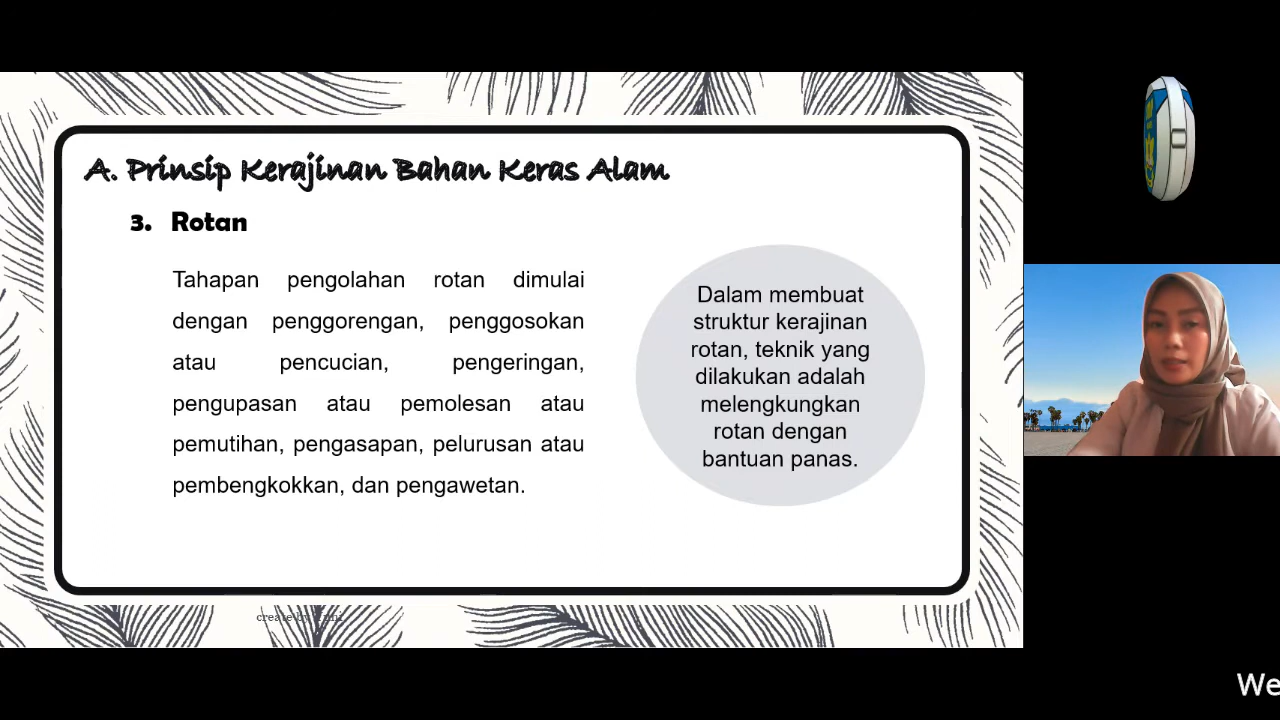 A. Prinsip Kerajinan Bahan Keras Alam
3. Rotan
Tahapan pengolahan rotan dimulai
dengan penggorengan, penggosokan
atau pencucian, pengeringan,
pengupasan atau pemolesan atau
pemutihan, pengasapan, pelurusan atau
pembengkokkan, dan pengawetan.
Dalam membuat
struktur kerajinan
rotan, teknik yang
dilakukan adalah
melengkungkan
rotan dengan
bantuan panas.
create by
We